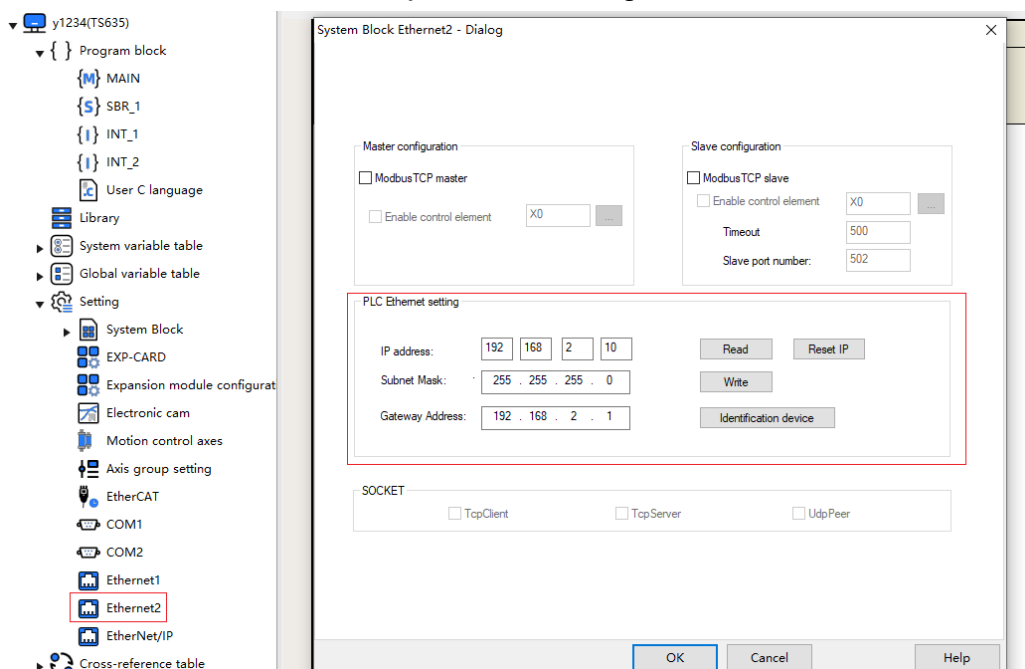 y1234(TS635)
{ } Program block
{M} MAIN
{S} SBR_1
{I} INT_1
{I} INT_2
User C language
Library
System variable table
Global variable table
Setting
System Block
EXP-CARD
Expansion module configurat
Electronic cam
Motion control axes
Axis group setting
EtherCAT
COM1
COM2
Ethernet1
Ethernet2
EtherNet/IP
Cross-reference table
System Block Ethernet2 - Dialog
Master configuration
ModbusTCP master
Enable control element X0 ...
Slave configuration
ModbusTCP slave
Enable control element X0 ...
Timeout 500
Slave port number: 502
PLC Ethernet setting
IP address: 192 168 2 10 Read Reset IP
Subnet Mask: 255 . 255 . 255 . 0 Write
Gateway Address: 192 . 168 . 2 . 1 Identification device
SOCKET
TcpClient TcpServer UdpPeer
OK Cancel Help